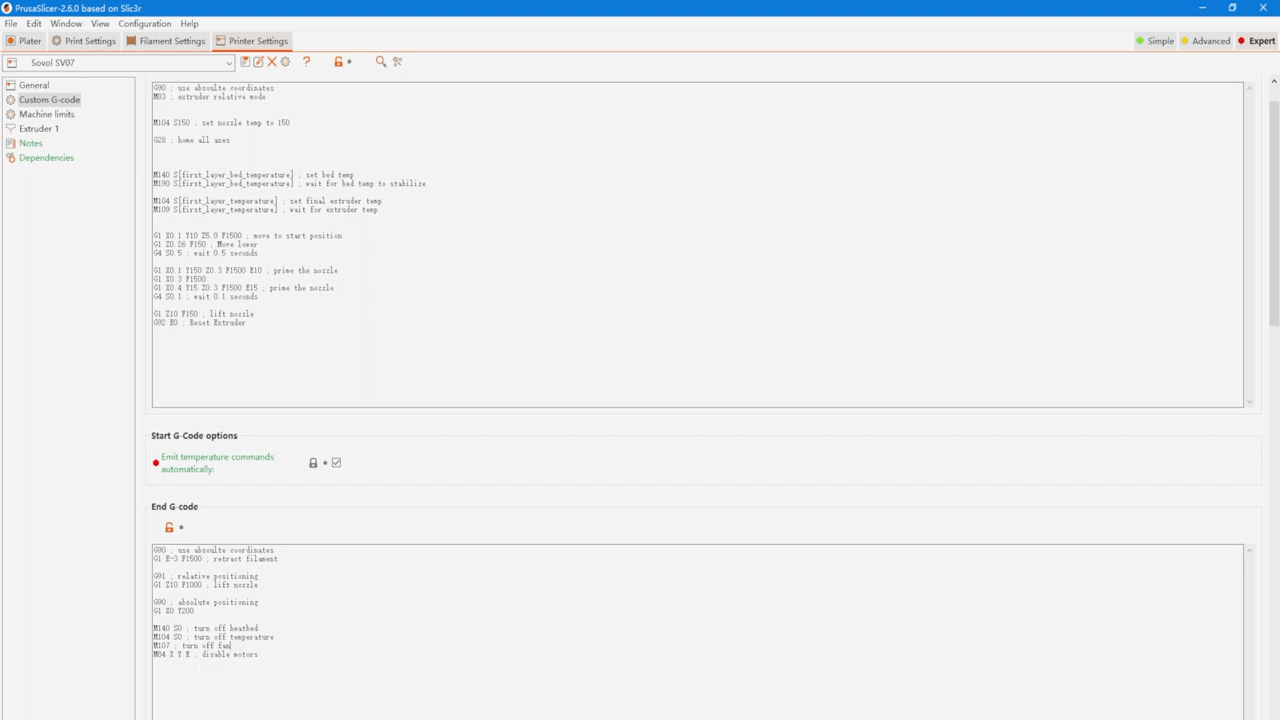 PrusaSlicer-2.6.0 based on Slic3r
File Edit Window View Configuration Help
Plater Print Settings Filament Settings Printer Settings Simple Advanced Expert
Sovol SV07
General
Custom G-code
Machine limits
Extruder 1
Notes
Dependencies
G90 ; use absoulte coordinates
M83 ; extruder relative mode
M104 S150 ; set nozzle temp to 150
G28 ; home all axes
M140 S[first_layer_bed_temperature] ; set bed temp
M190 S[first_layer_bed_temperature] ; wait for bed temp to stabilize
M104 S[first_layer_temperature] ; set final extruder temp
M109 S[first_layer_temperature] ; wait for extruder temp
G1 X0.1 Y10 Z5.0 F1500 ; move to start position
G1 Z0.26 F150 ; Move lower
G4 S0.5 ; wait 0.5 seconds
G1 X0.1 Y150 Z0.3 F1500 E10 ; prime the nozzle
G1 X0.3 F1500
G1 X0.4 Y15 Z0.3 F1500 E15 ; prime the nozzle
G4 S0.1 ; wait 0.1 seconds
G1 Z10 F150 ; lift nozzle
G92 E0 ; Reset Extruder
Start G-Code options
Emit temperature commands
automatically:
End G-code
G90 ; use absoulte coordinates
G1 E-3 F1500 ; retract filament
G91 ; relative positioning
G1 Z10 F1000 ; lift nozzle
G90 ; absolute positioning
G1 X0 Y200
M140 S0 ; turn off heatbed
M104 S0 ; turn off temperature
M107 ; turn off fan
M84 X Y E ; disable motors